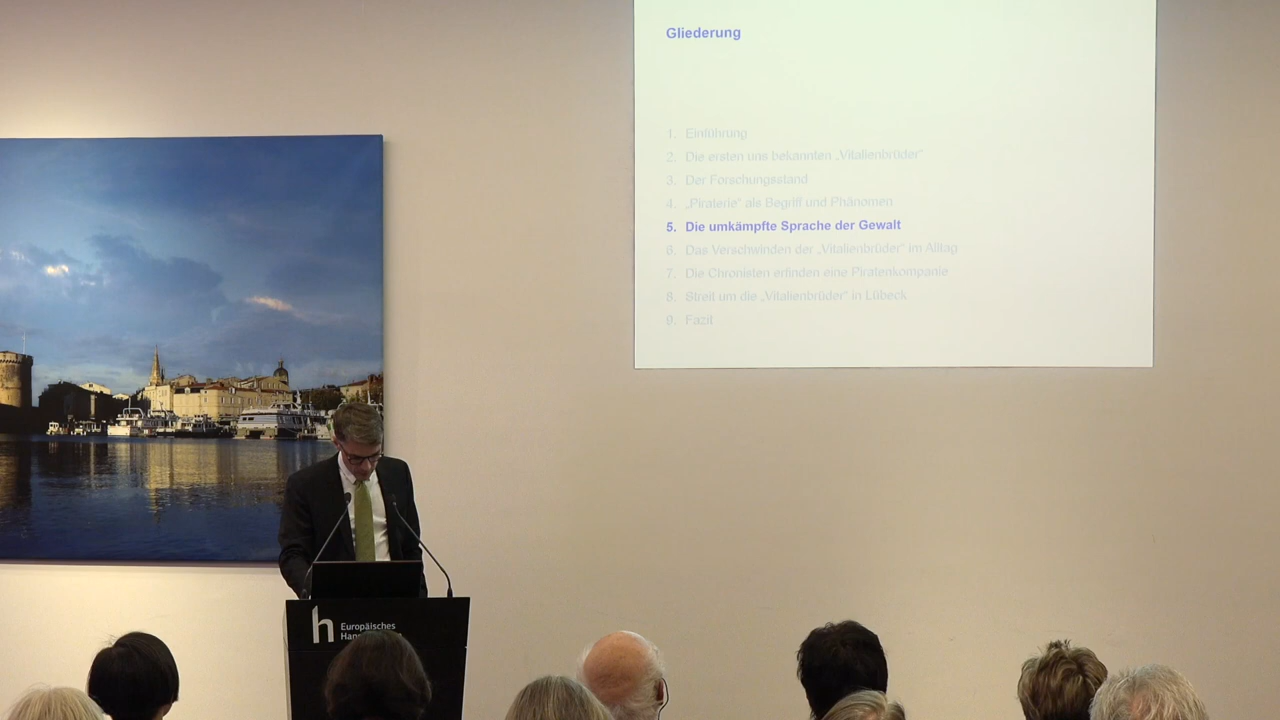 Gliederung
1. Einführung
2. Die ersten uns bekannten „Vitalienbrüder“
3. Der Forschungsstand
4. „Piraterie“ als Begriff und Phänomen
5. Die umkämpfte Sprache der Gewalt
6. Das Verschwinden der „Vitalienbrüder“ im Alltag
7. Die Chronisten erfinden eine Piratenkompanie
8. Streit um die „Vitalienbrüder“ in Lübeck
9. Fazit
h Europäisches